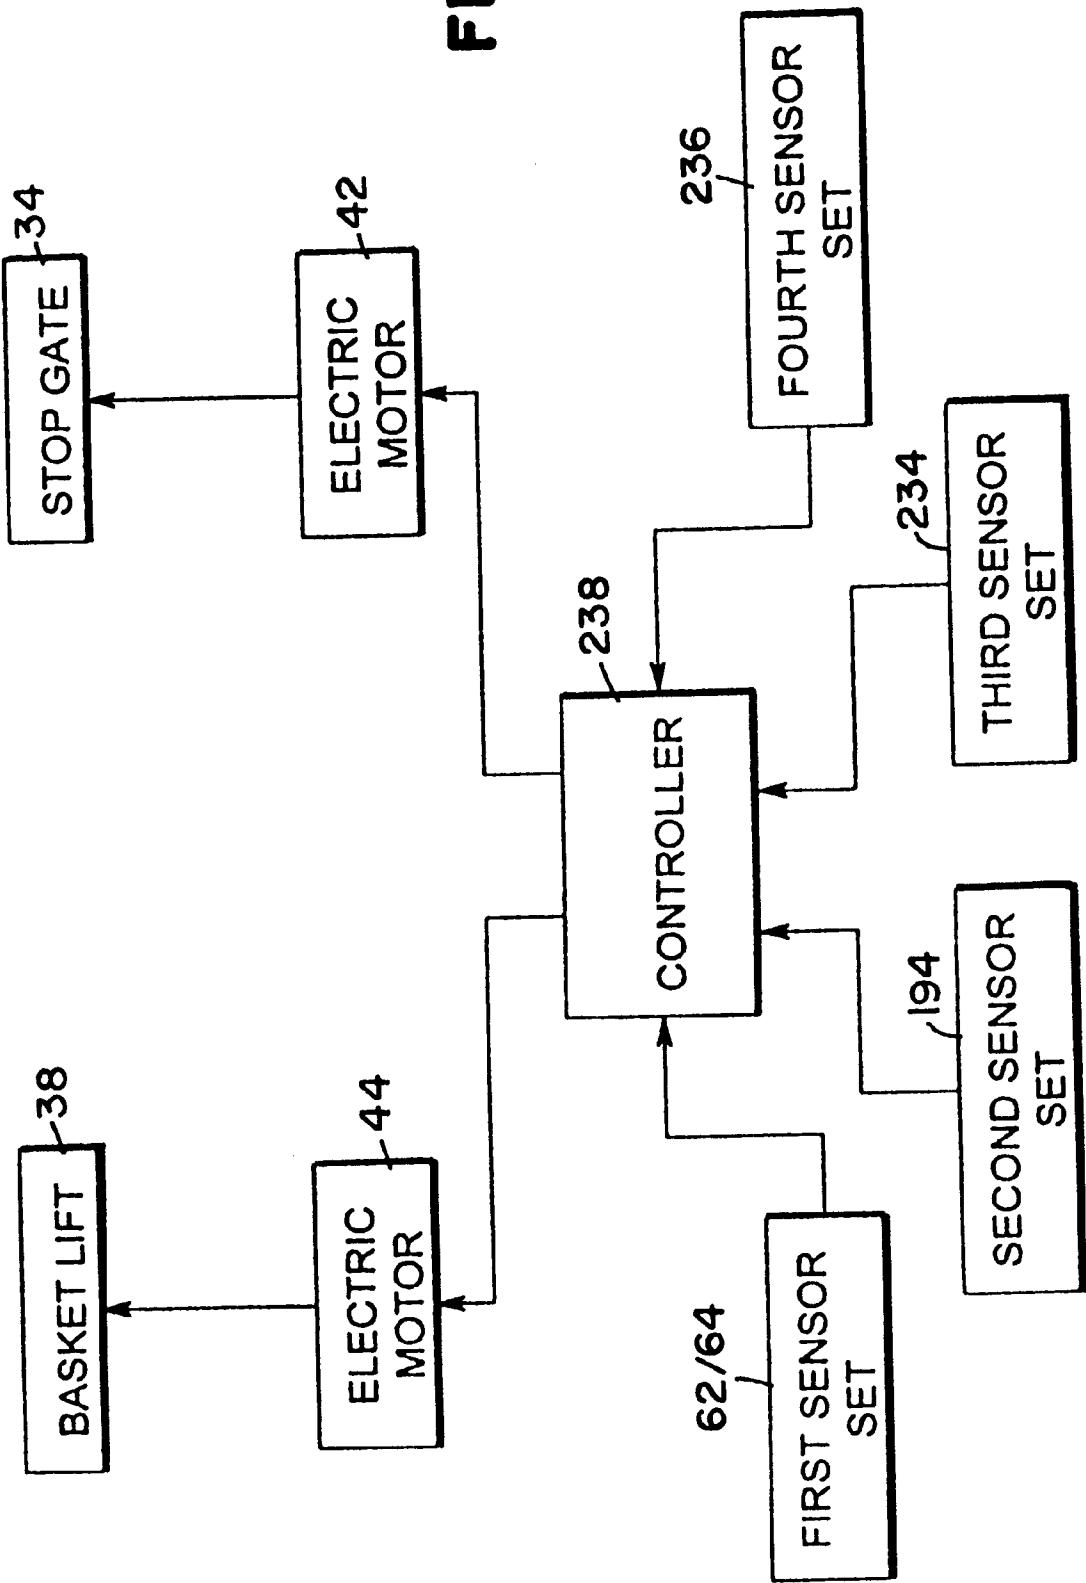 38
BASKET LIFT
34
STOP GATE
44
ELECTRIC
MOTOR
42
ELECTRIC
MOTOR
238
CONTROLLER
62/64
FIRST SENSOR
SET
194
SECOND SENSOR
SET
234
THIRD SENSOR
SET
236
FOURTH SENSOR
SET